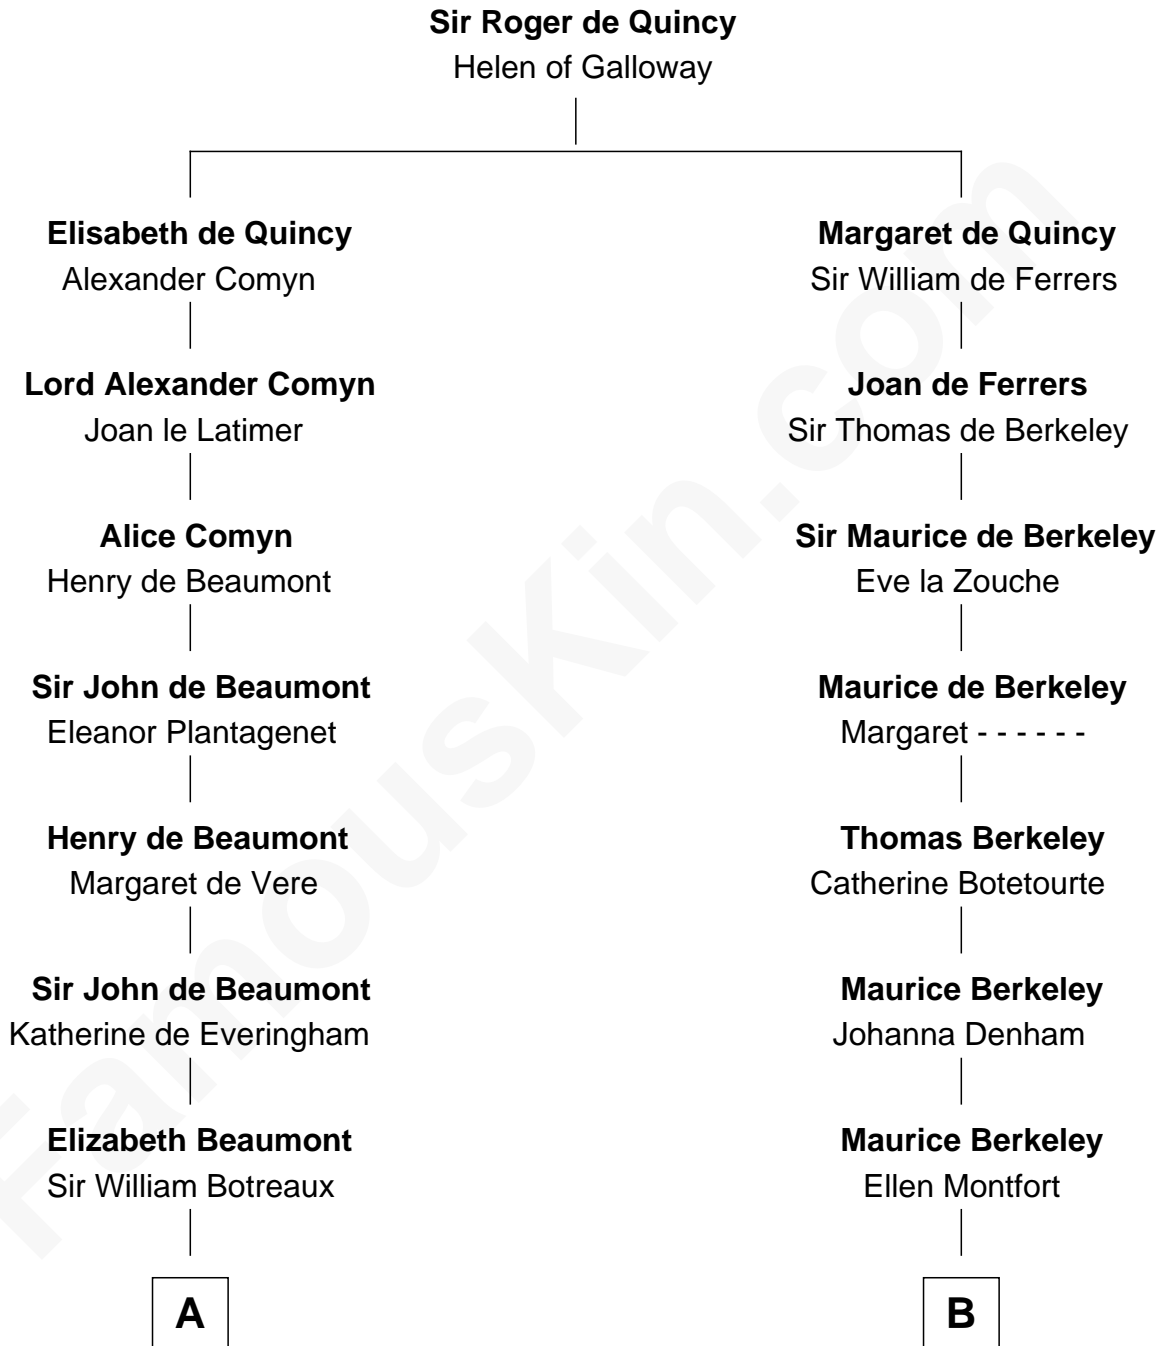 Sir Roger de Quincy
Helen of Galloway
Elisabeth de Quincy
Alexander Comyn
Margaret de Quincy
Sir William de Ferrers
Lord Alexander Comyn
Joan le Latimer
Joan de Ferrers
Sir Thomas de Berkeley
Alice Comyn
Henry de Beaumont
Sir Maurice de Berkeley
Eve la Zouche
Sir John de Beaumont
Eleanor Plantagenet
Maurice de Berkeley
Margaret - - - - - -
Henry de Beaumont
Margaret de Vere
Thomas Berkeley
Catherine Botetourte
Sir John de Beaumont
Katherine de Everingham
Maurice Berkeley
Johanna Denham
Elizabeth Beaumont
Sir William Botreaux
Maurice Berkeley
Ellen Montfort
A
B
FamousKin.com